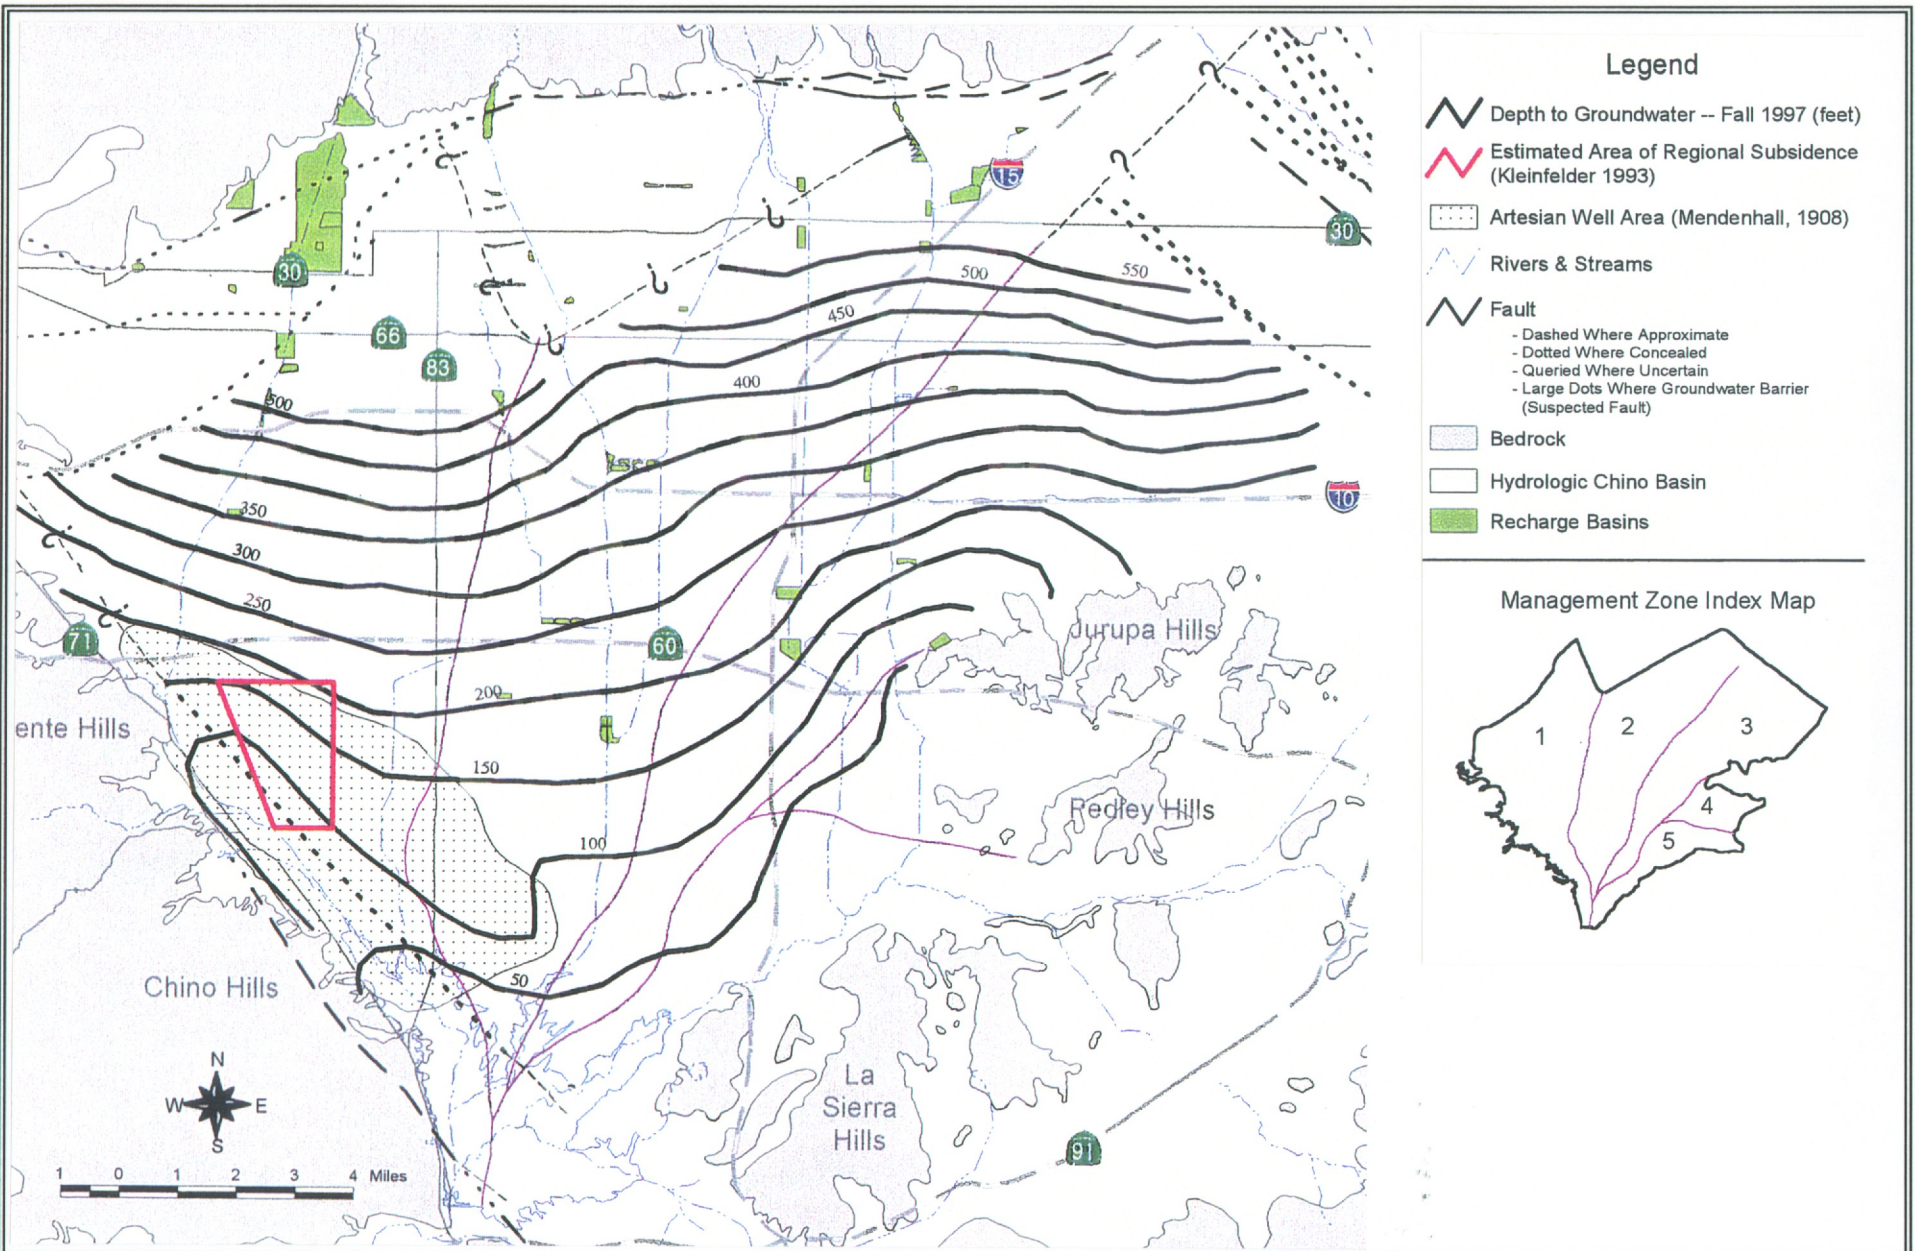 15
30
30
550
500
450
66
83
400
500
350
10
300
250
71
60
Jurupa Hills
200
ente Hills
150
Pedley Hills
100
50
Chino Hills
La
Sierra
Hills
91
N
W
E
S
1 0 1 2 3 4 Miles
Legend
Depth to Groundwater -- Fall 1997 (feet)
Estimated Area of Regional Subsidence
(Kleinfelder 1993)
Artesian Well Area (Mendenhall, 1908)
Rivers & Streams
Fault
- Dashed Where Approximate
- Dotted Where Concealed
- Queried Where Uncertain
- Large Dots Where Groundwater Barrier
(Suspected Fault)
Bedrock
Hydrologic Chino Basin
Recharge Basins
Management Zone Index Map
1
2
3
4
5